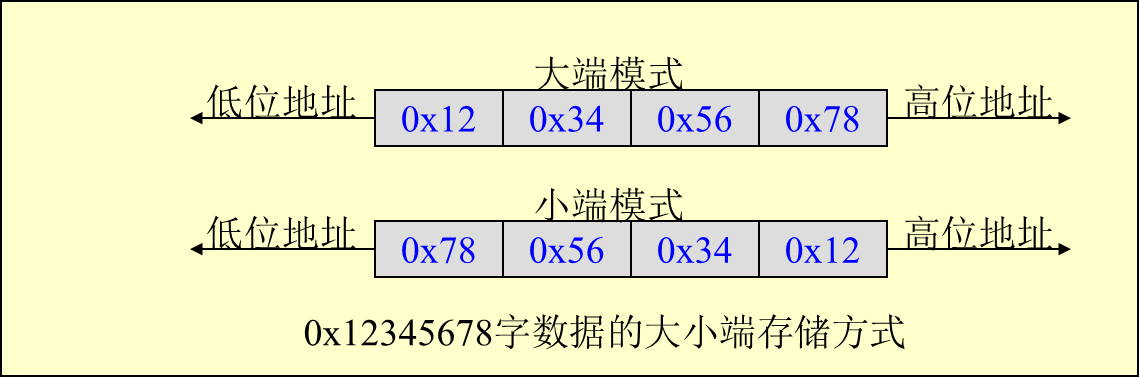 大端模式
低位地址 0x12 0x34 0x56 0x78 高位地址
小端模式
低位地址 0x78 0x56 0x34 0x12 高位地址
0x12345678字数据的大小端存储方式